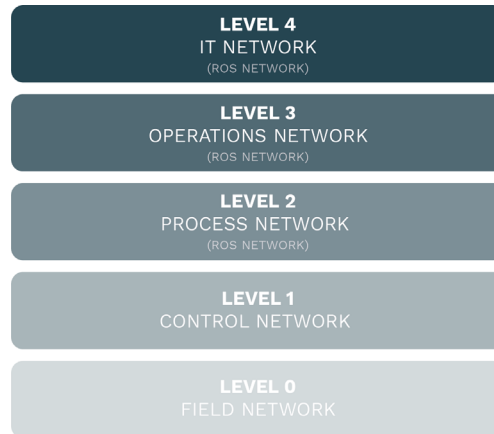 LEVEL 4
IT NETWORK
(ROS NETWORK)
LEVEL 3
OPERATIONS NETWORK
(ROS NETWORK)
LEVEL 2
PROCESS NETWORK
(ROS NETWORK)
LEVEL 1
CONTROL NETWORK
LEVEL 0
FIELD NETWORK